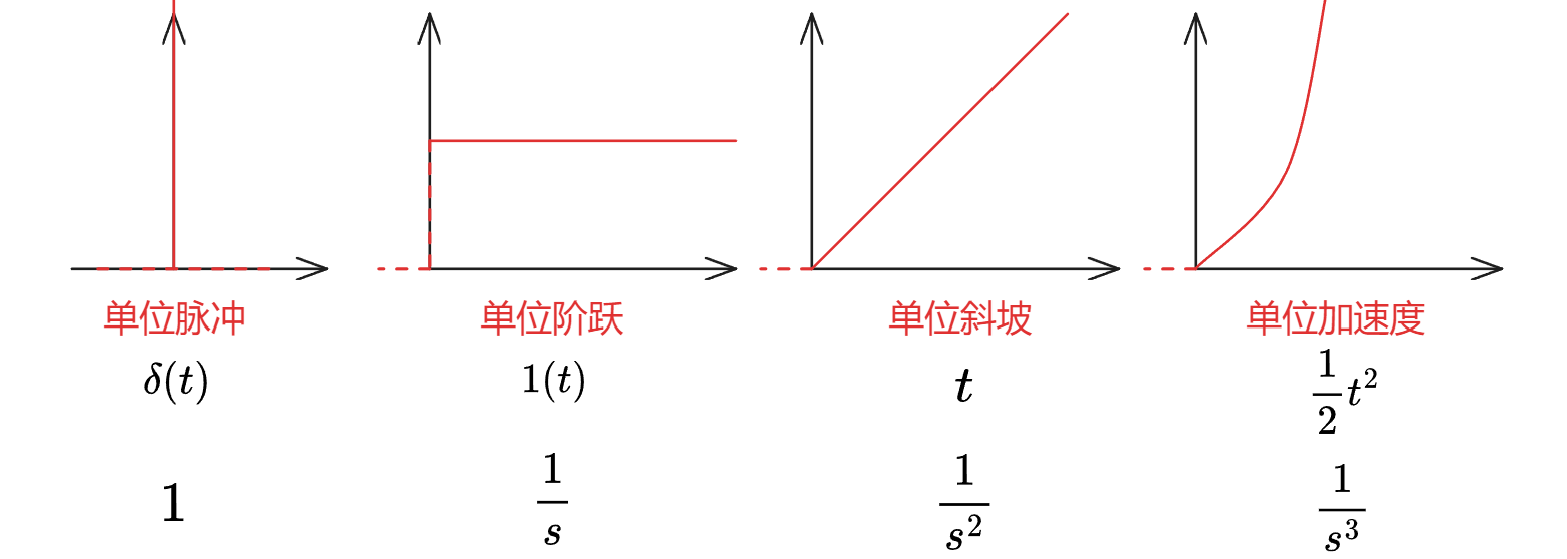 单位脉冲 单位阶跃 单位斜坡 单位加速度
δ(t) 1(t) t \frac{1}{2}t^2
1 \frac{1}{s} \frac{1}{s^2} \frac{1}{s^3}